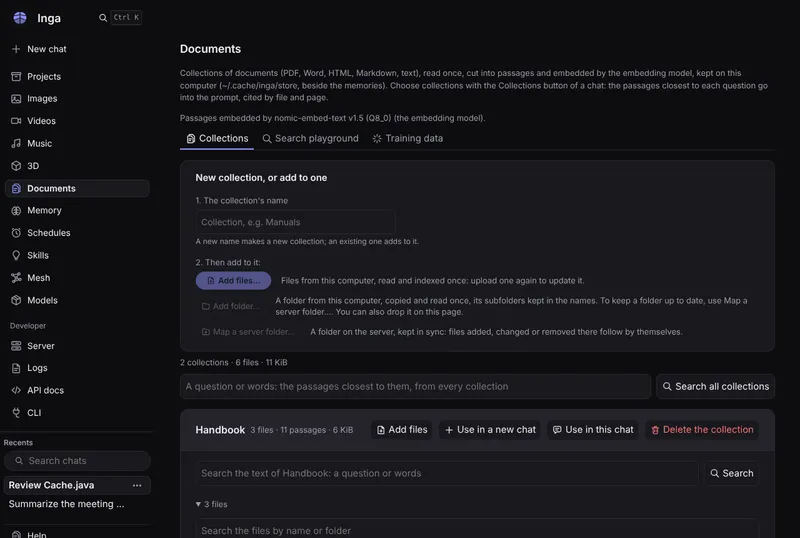 Inga
Ctrl K
New chat
Projects
Images
Videos
Music
3D
Documents
Memory
Schedules
Skills
Mesh
Models
Developer
Server
Logs
API docs
CLI
Recents
Search chats
Review Cache.java
Summarize the meeting ...
Help
Documents
Collections of documents (PDF, Word, HTML, Markdown, text), read once, cut into passages and embedded by the embedding model, kept on this
computer (~/.cache/inga/store, beside the memories). Choose collections with the Collections button of a chat: the passages closest to each question go
into the prompt, cited by file and page.
Passages embedded by nomic-embed-text v1.5 (Q8_0) (the embedding model).
Collections
Search playground
Training data
New collection, or add to one
1. The collection's name
Collection, e.g. Manuals
A new name makes a new collection; an existing one adds to it.
2. Then add to it:
Add files...
Files from this computer, read and indexed once: upload one again to update it.
Add folder...
A folder from this computer, copied and read once, its subfolders kept in the names. To keep a folder up to date, use Map a
server folder.... You can also drop it on this page.
Map a server folder...
A folder on the server, kept in sync: files added, changed or removed there follow by themselves.
2 collections · 6 files · 11 KiB
A question or words: the passages closest to them, from every collection
Search all collections
Handbook
3 files · 11 passages · 6 KiB
Add files
Use in a new chat
Use in this chat
Delete the collection
Search the text of Handbook: a question or words
Search
3 files
Search the files by name or folder